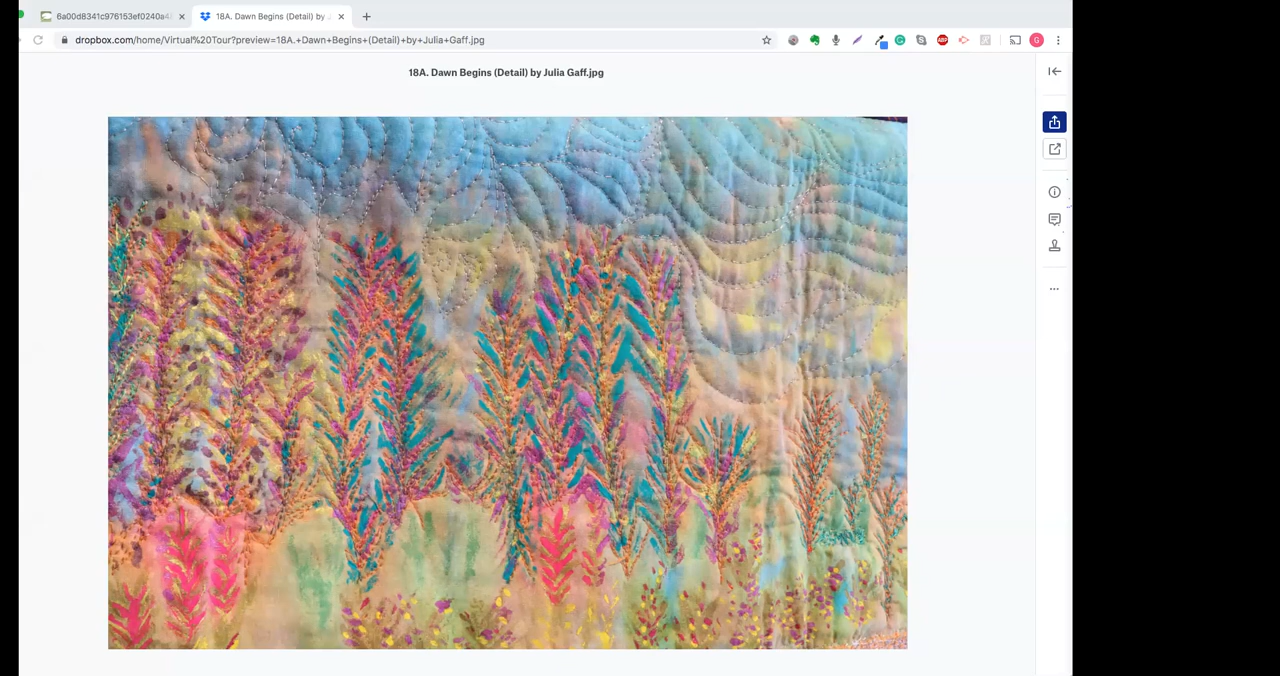 6a00d8341c976153ef0240a4
18A. Dawn Begins (Detail) by
dropbox.com/home/Virtual%20Tour?preview=18A.+Dawn+Begins+(Detail)+by+Julia+Gaff.jpg
ABP
G
18A. Dawn Begins (Detail) by Julia Gaff.jpg